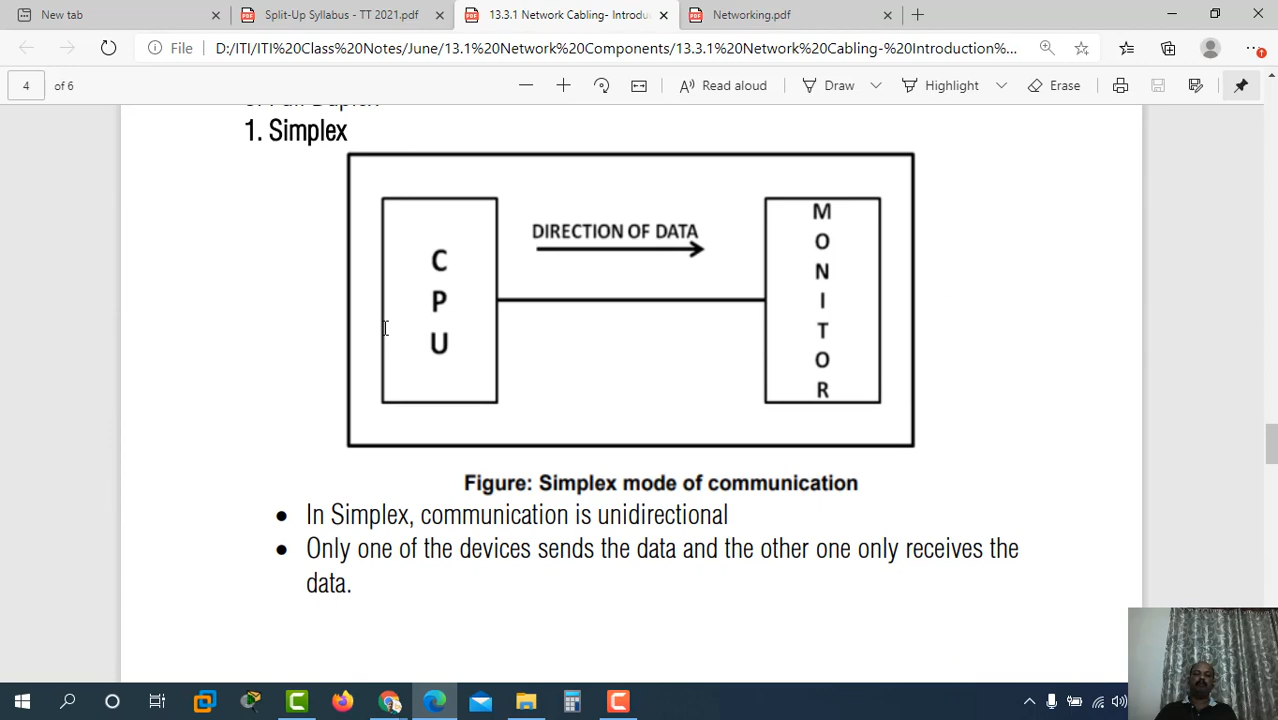 New tab
Split-Up Syllabus - TT 2021.pdf
13.3.1 Network Cabling- Introdu
Networking.pdf
File
D:/ITI/ITI%20Class%20Notes/June/13.1%20Network%20Components/13.3.1%20Network%20Cabling-%20Introduction%...
4 of 6
Read aloud
Draw
Highlight
Erase
1. Simplex
DIRECTION OF DATA
CPU
MONITOR
Figure: Simplex mode of communication
• In Simplex, communication is unidirectional
• Only one of the devices sends the data and the other one only receives the
data.